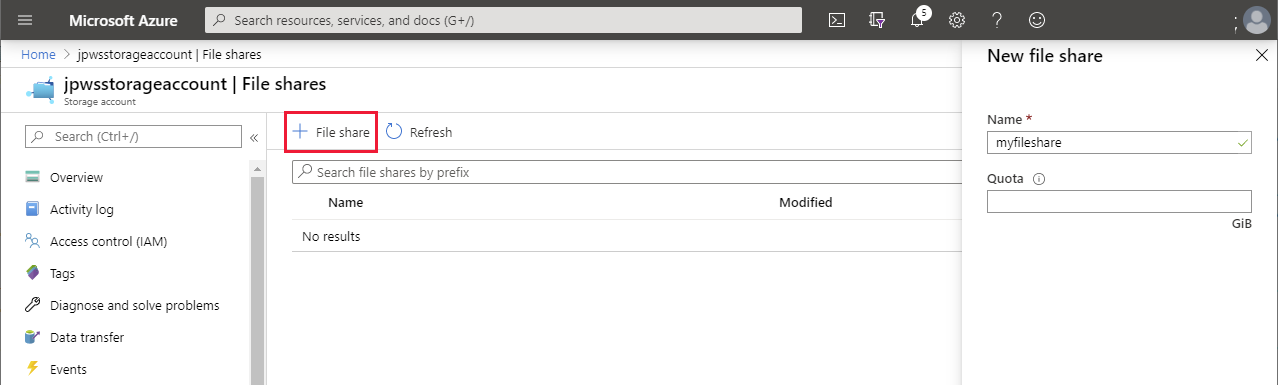 Microsoft Azure
Search resources, services, and docs (G+/)
5
Home > jpwsstorageaccount | File shares
jpwsstorageaccount | File shares
Storage account
Search (Ctrl+/)
«
Overview
Activity log
Access control (IAM)
Tags
Diagnose and solve problems
Data transfer
Events
+ File share
Refresh
Search file shares by prefix
Name Modified
No results
New file share
Name *
myfileshare
Quota
GiB